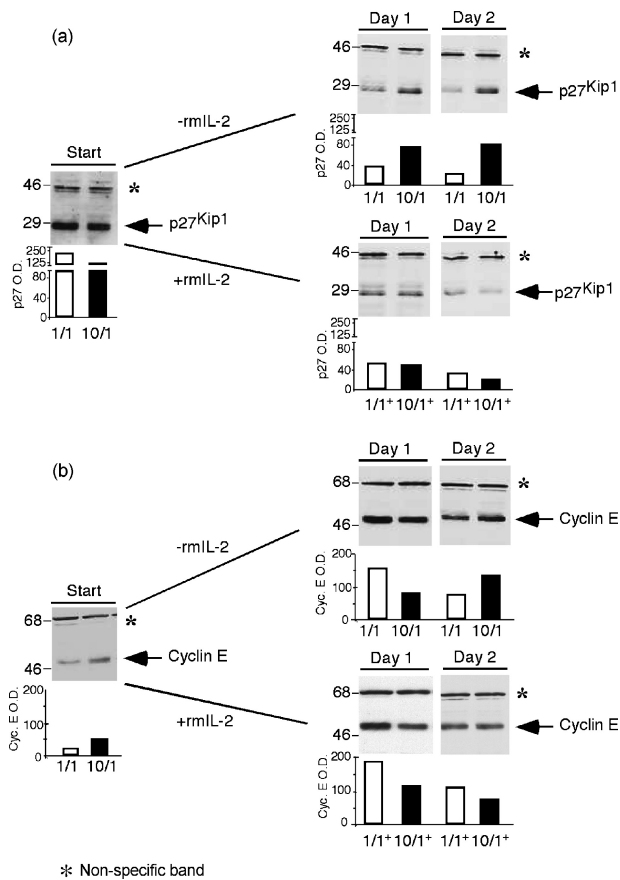 (a)
Day 1 Day 2
46
*
29
p27Kip1
-rmIL-2
250
125
80
40
0
p27 O.D.
1/1 10/1 1/1 10/1
Start
46
*
29
p27Kip1
250
125
80
40
0
p27 O.D.
1/1 10/1
+rmIL-2
Day 1 Day 2
46
*
29
p27Kip1
250
125
80
40
0
p27 O.D.
1/1+ 10/1+ 1/1+ 10/1+
(b)
Day 1 Day 2
68
*
46
Cyclin E
-rmIL-2
200
100
0
Cyc. E O.D.
1/1 10/1 1/1 10/1
Start
68
*
46
Cyclin E
200
100
0
Cyc. E O.D.
1/1 10/1
+rmIL-2
Day 1 Day 2
68
*
46
Cyclin E
200
100
0
Cyc. E O.D.
1/1+ 10/1+ 1/1+ 10/1+
* Non-specific band